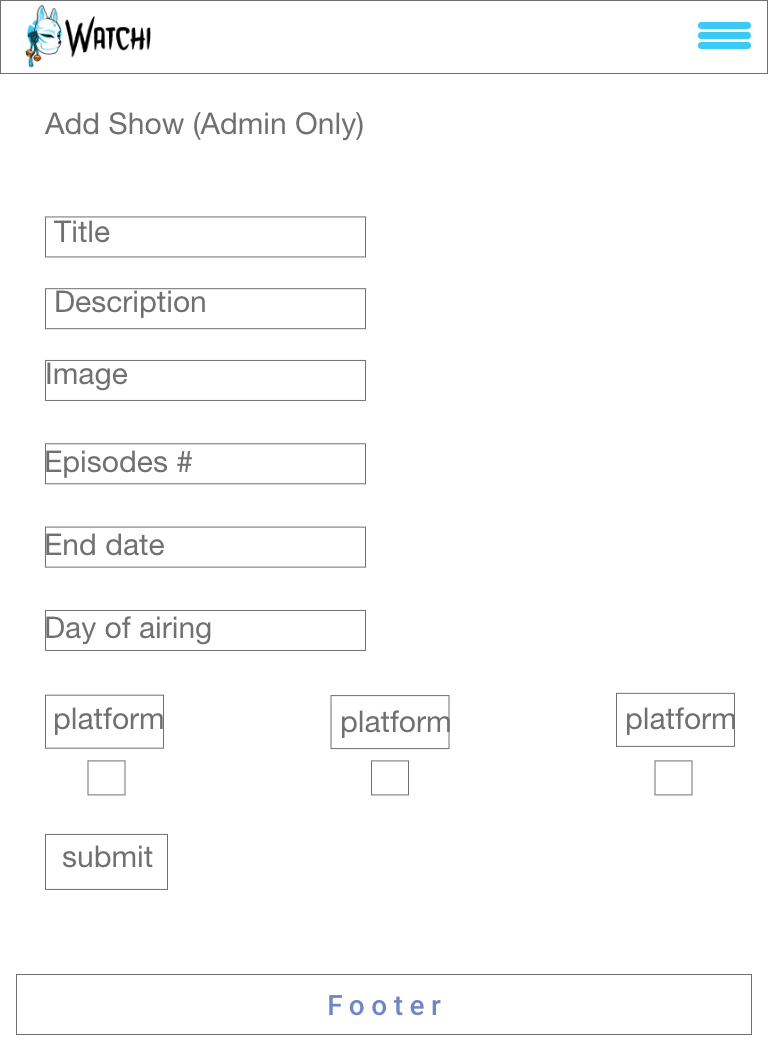 WATCHI
Add Show (Admin Only)
Title
Description
Image
Episodes #
End date
Day of airing
platform platform platform
submit
Footer